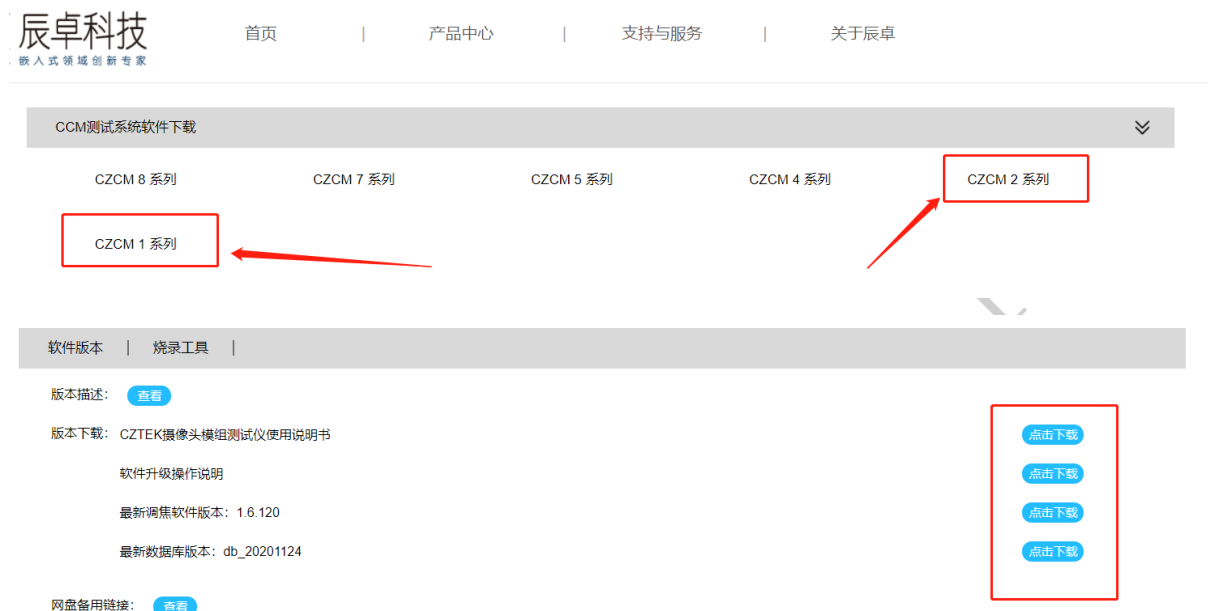 辰卓科技
嵌入式领域创新专家
首页 | 产品中心 | 支持与服务 | 关于辰卓
CCM测试系统软件下载
CZCM 8 系列 CZCM 7 系列 CZCM 5 系列 CZCM 4 系列 CZCM 2 系列
CZCM 1 系列
软件版本 | 烧录工具 |
版本描述: 查看
版本下载: CZTEK摄像头模组测试仪使用说明书 点击下载
软件升级操作说明 点击下载
最新调焦软件版本: 1.6.120 点击下载
最新数据库版本: db_20201124 点击下载
网盘备用链接: 查看